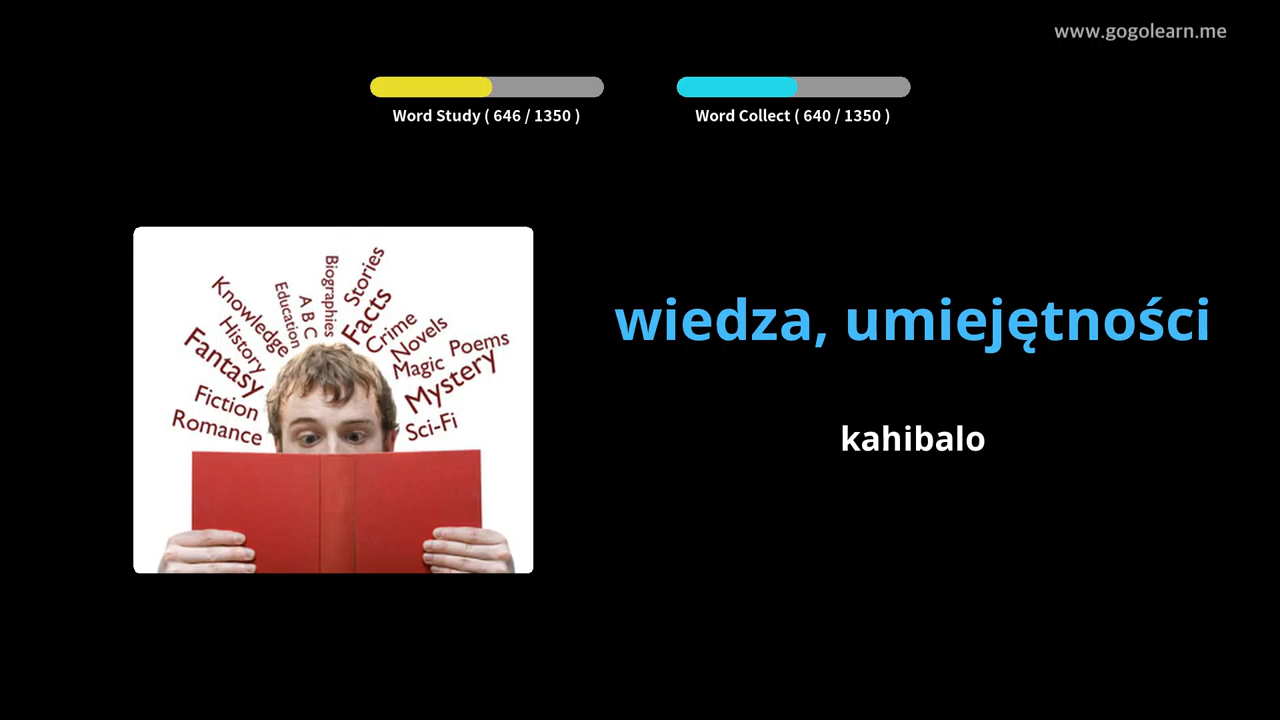 www.gogolearn.me
Word Study ( 646 / 1350 )
Word Collect ( 640 / 1350 )
Romance
Fiction
Fantasy
History
Knowledge
Education
A B C
Biographies
Stories
Facts
Crime
Novels
Magic
Poems
Mystery
Sci-Fi
wiedza, umiejętności
kahibalo